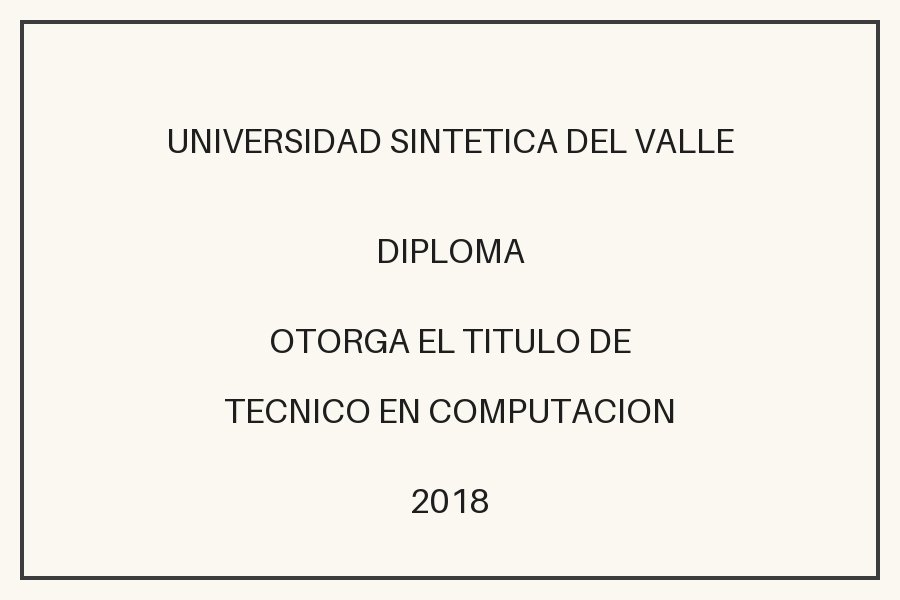 UNIVERSIDAD SINTETICA DEL VALLE
DIPLOMA
OTORGA EL TITULO DE
TECNICO EN COMPUTACION
2018